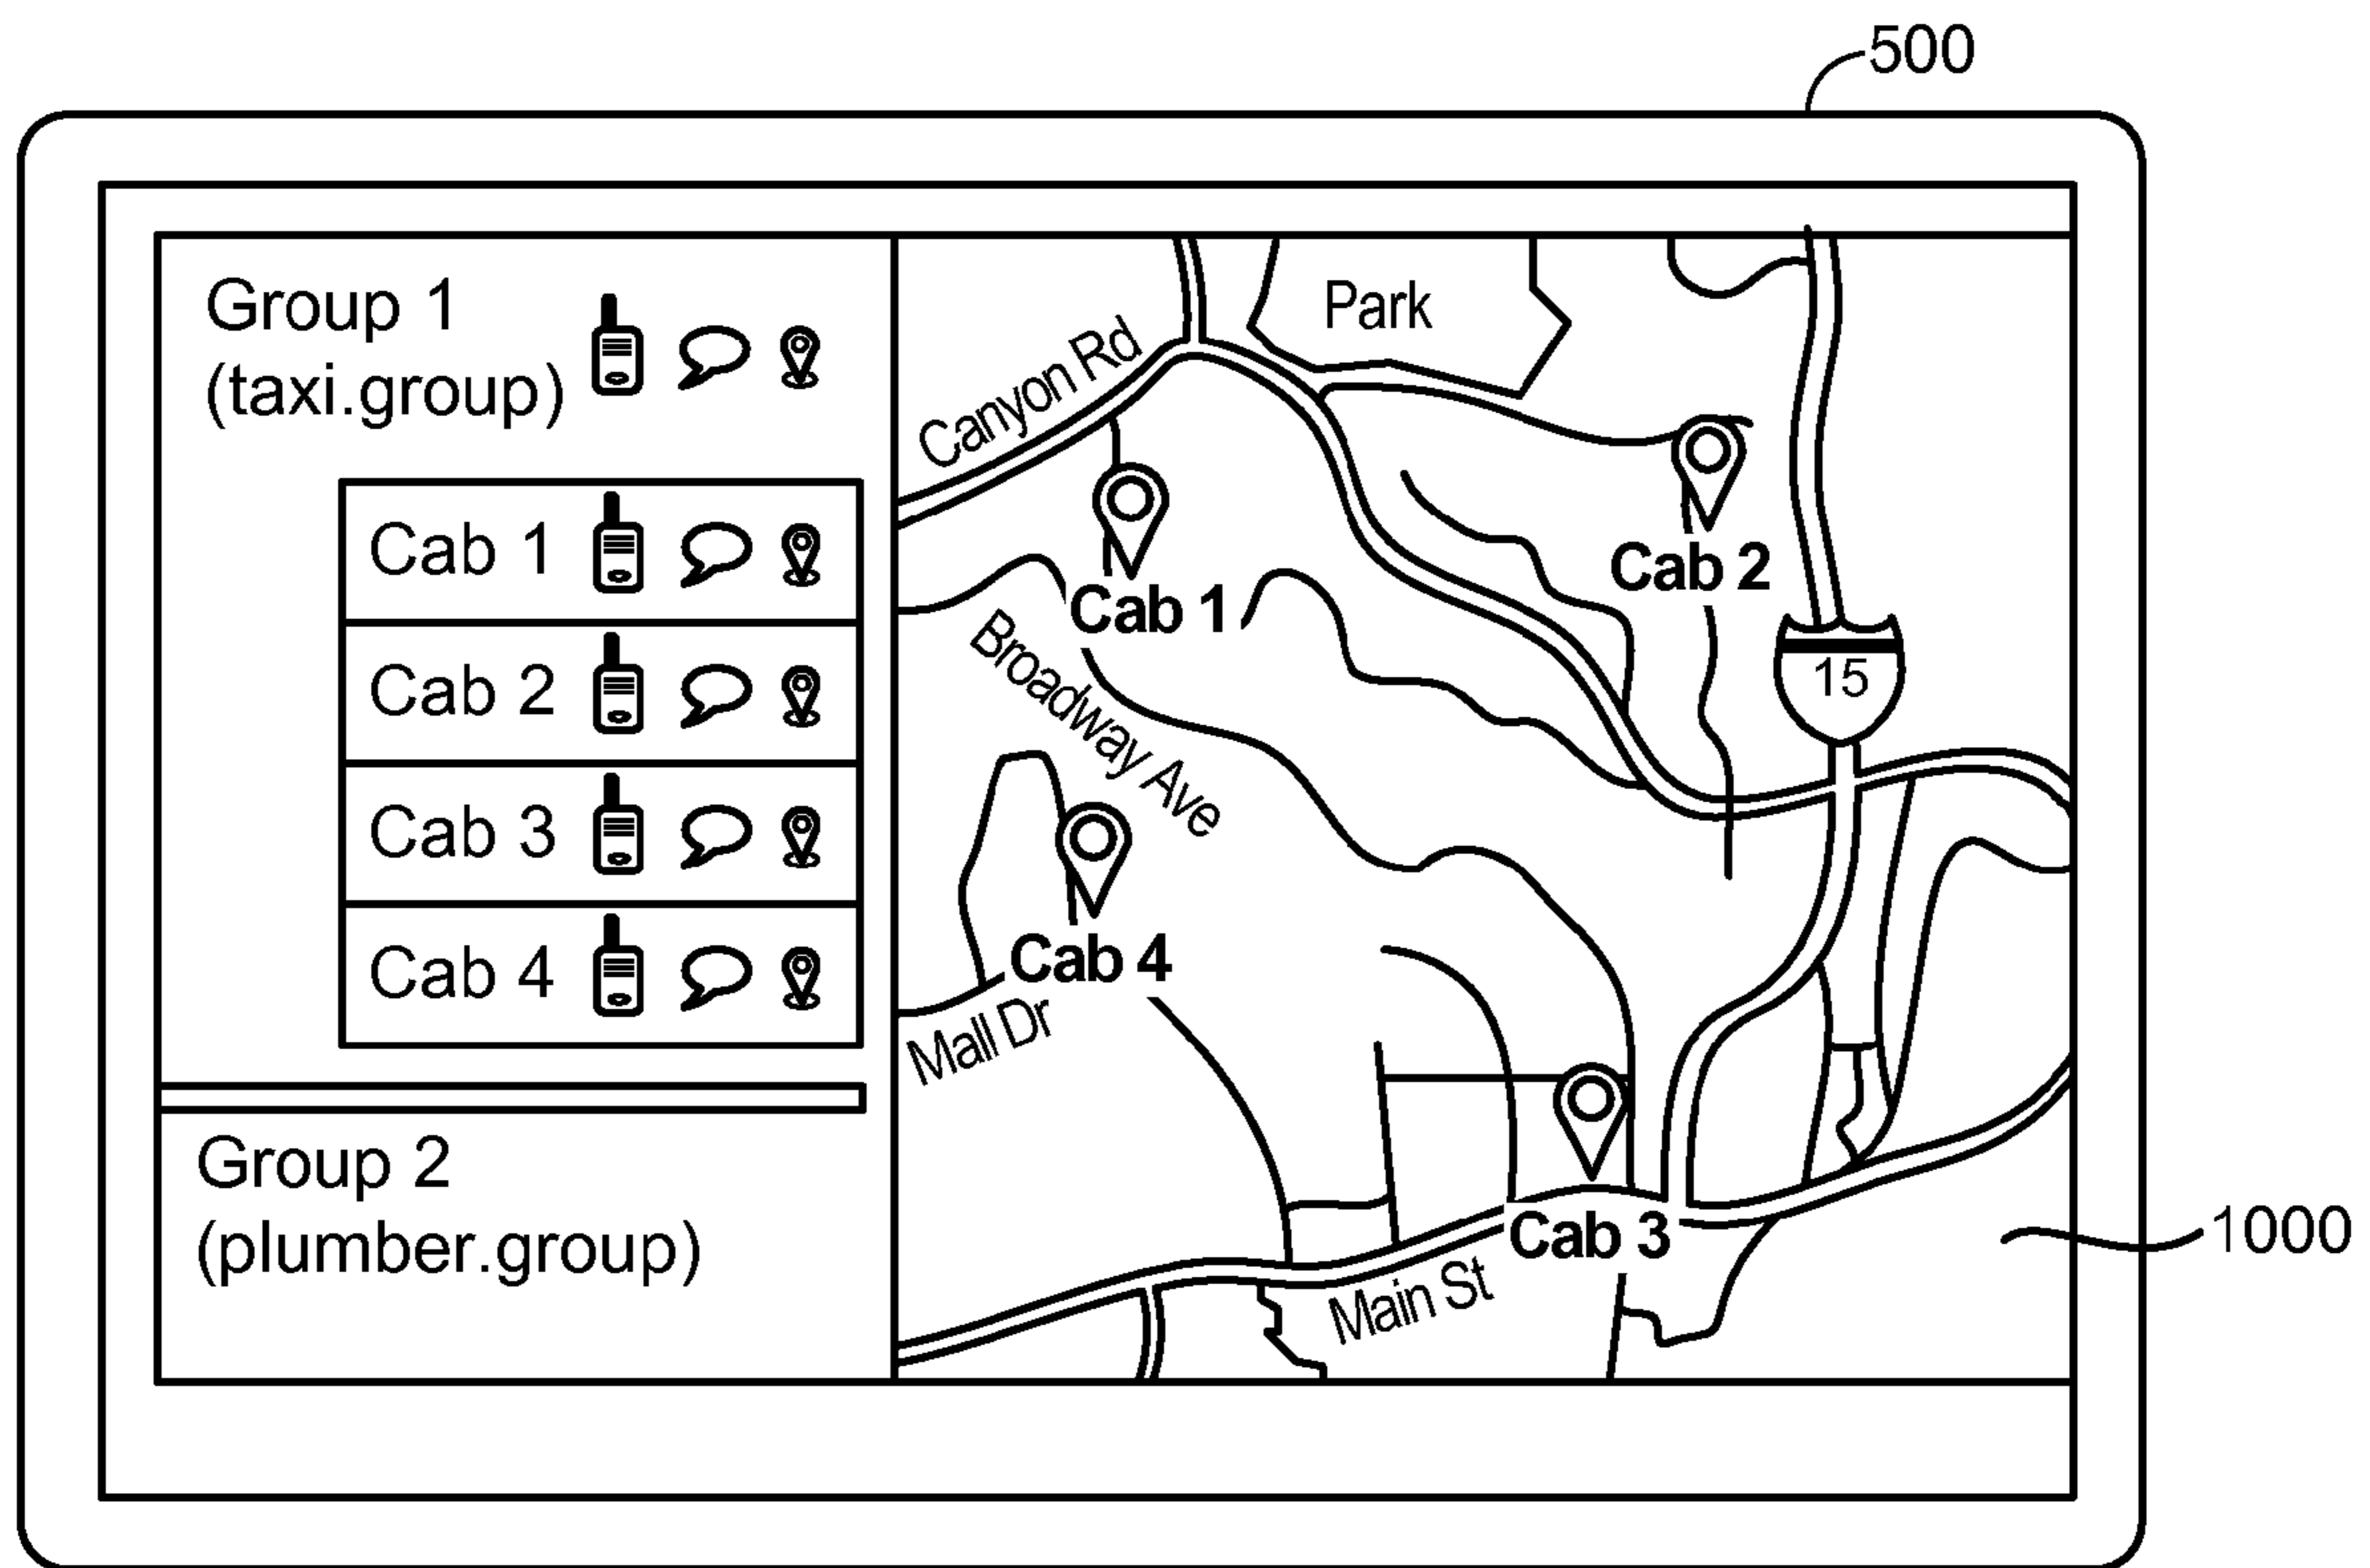 500
Group 1
(taxi.group)
Cab 1
Cab 2
Cab 3
Cab 4
Group 2
(plumber.group)
Park
Canyon Rd
Cab 2
Cab 1
15
Broadway Ave
Cab 4
Mall Dr
Cab 3
Main St
1000